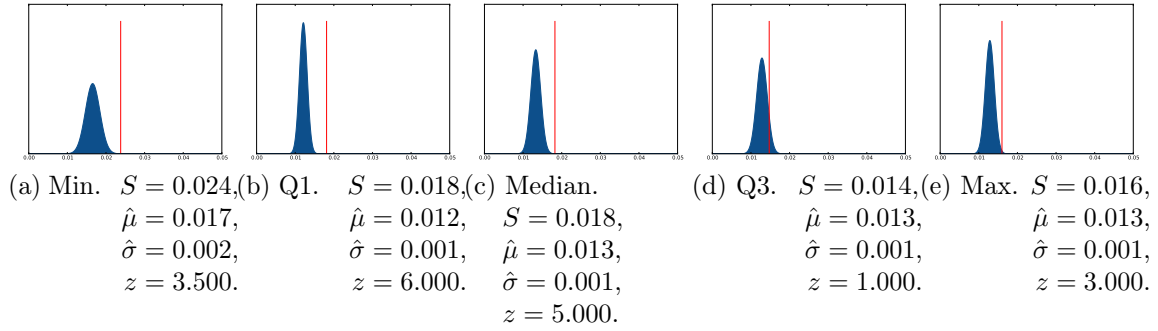 0.00 0.01 0.02 0.03 0.04 0.05
0.00 0.01 0.02 0.03 0.04 0.05
0.00 0.01 0.02 0.03 0.04 0.05
0.00 0.01 0.02 0.03 0.04 0.05
0.00 0.01 0.02 0.03 0.04 0.05
(a) Min. S = 0.024,
μ̂ = 0.017,
σ̂ = 0.002,
z = 3.500.
(b) Q1. S = 0.018,
μ̂ = 0.012,
σ̂ = 0.001,
z = 6.000.
(c) Median.
S = 0.018,
μ̂ = 0.013,
σ̂ = 0.001,
z = 5.000.
(d) Q3. S = 0.014,
μ̂ = 0.013,
σ̂ = 0.001,
z = 1.000.
(e) Max. S = 0.016,
μ̂ = 0.013,
σ̂ = 0.001,
z = 3.000.